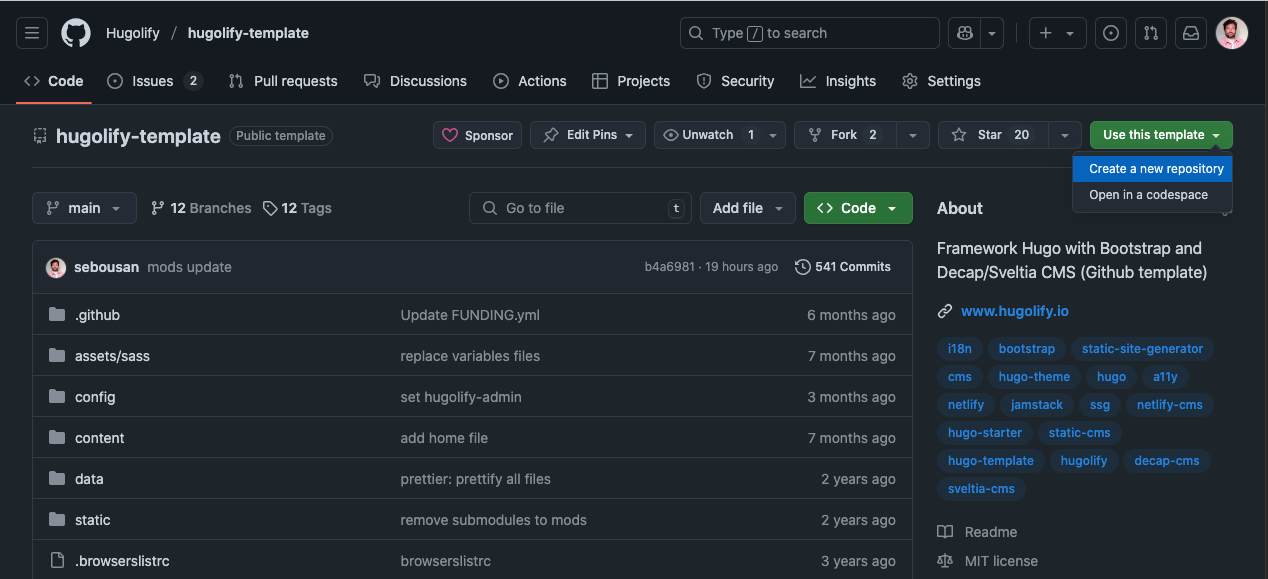 Hugolify / hugolify-template Type / to search
Code Issues 2 Pull requests Discussions Actions Projects Security Insights Settings
hugolify-template Public template Sponsor Edit Pins Unwatch 1 Fork 2 Star 20 Use this template
Create a new repository
Open in a codespace
main 12 Branches 12 Tags Go to file t Add file Code
sebousan mods update b4a6981 · 19 hours ago 541 Commits
.github Update FUNDING.yml 6 months ago
assets/sass replace variables files 7 months ago
config set hugolify-admin 3 months ago
content add home file 7 months ago
data prettier: prettify all files 2 years ago
static remove submodules to mods 2 years ago
.browserslistrc browserslistrc 3 years ago
About
Framework Hugo with Bootstrap and
Decap/Sveltia CMS (Github template)
www.hugolify.io
i18n bootstrap static-site-generator
cms hugo-theme hugo a11y
netlify jamstack ssg netlify-cms
hugo-starter static-cms
hugo-template hugolify decap-cms
sveltia-cms
Readme
MIT license